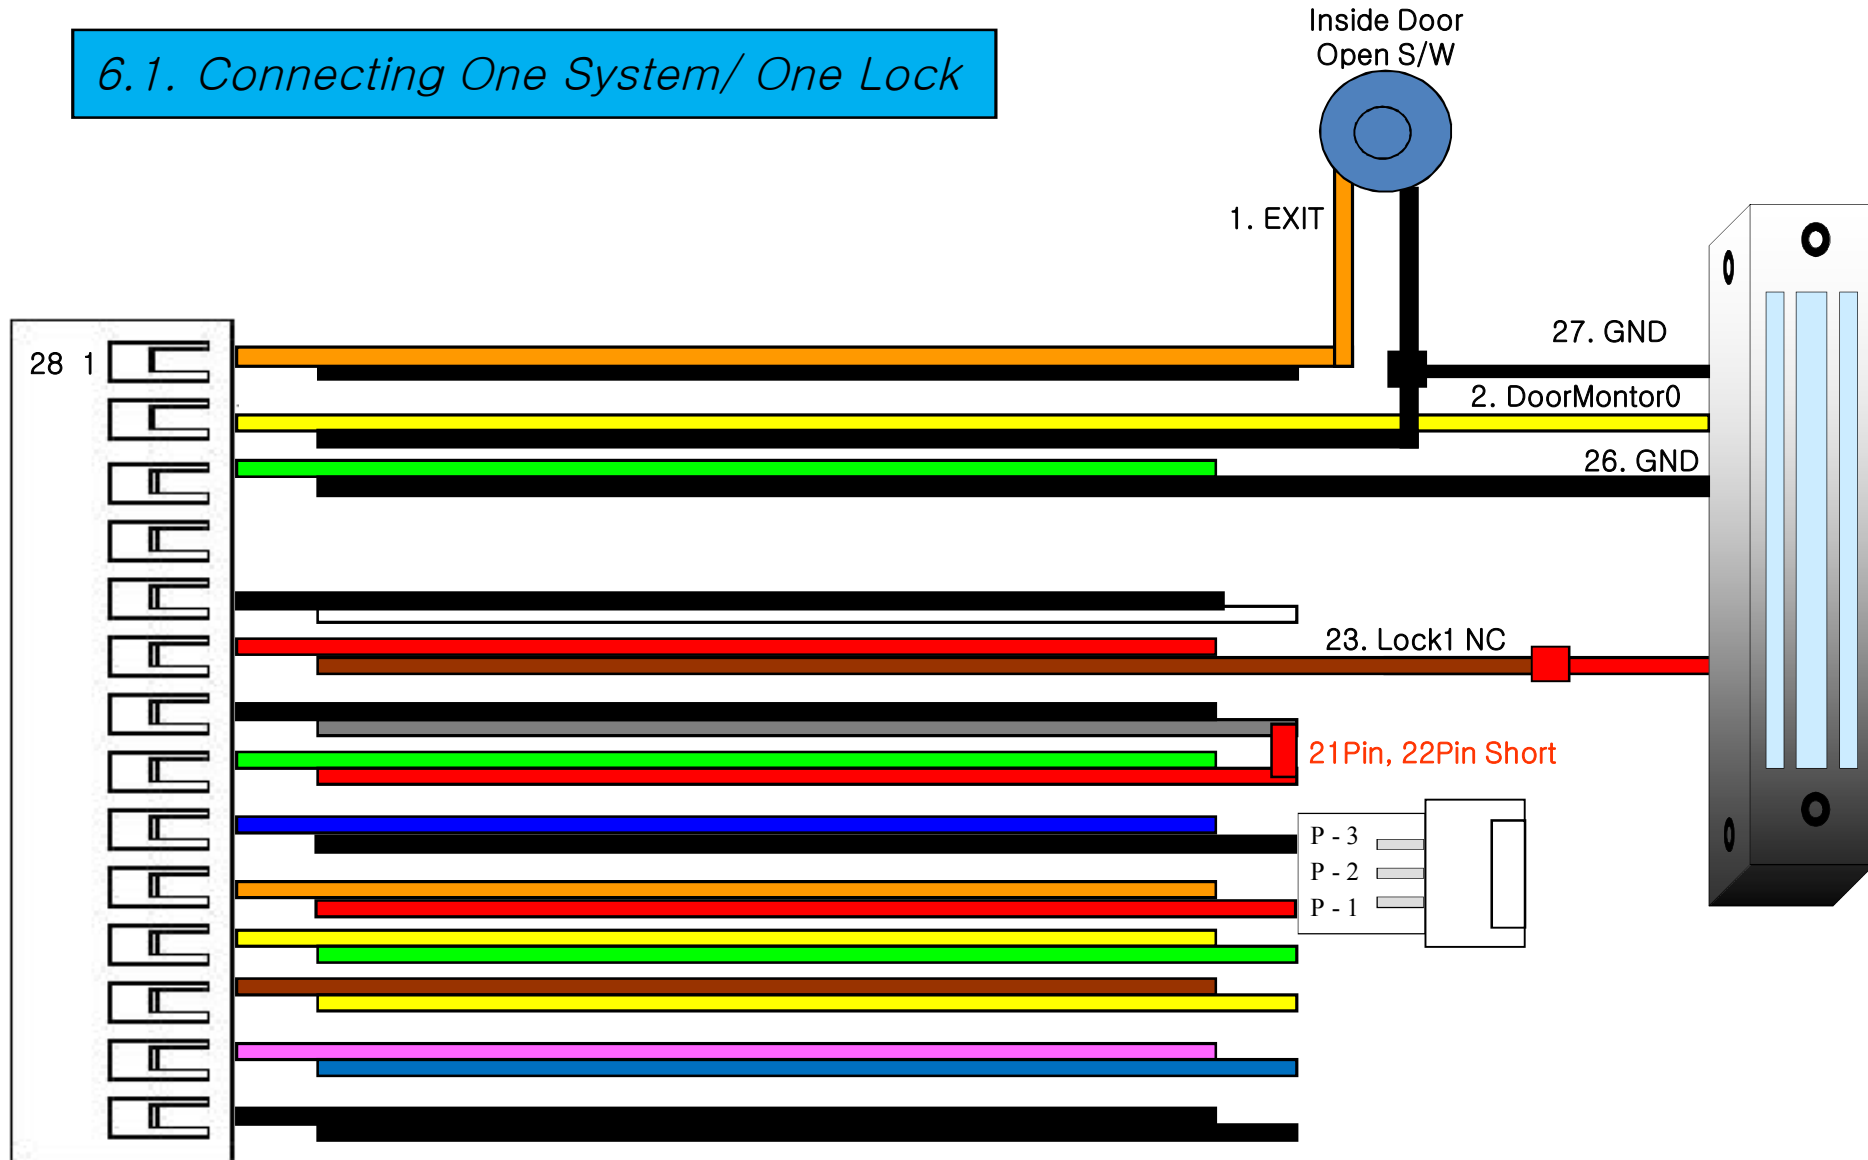 6.1. Connecting One System/ One Lock
Inside Door
Open S/W
1. EXIT
27. GND
28 1
2. DoorMontor0
26. GND
23. Lock1 NC
21Pin, 22Pin Short
P - 3
P - 2
P - 1